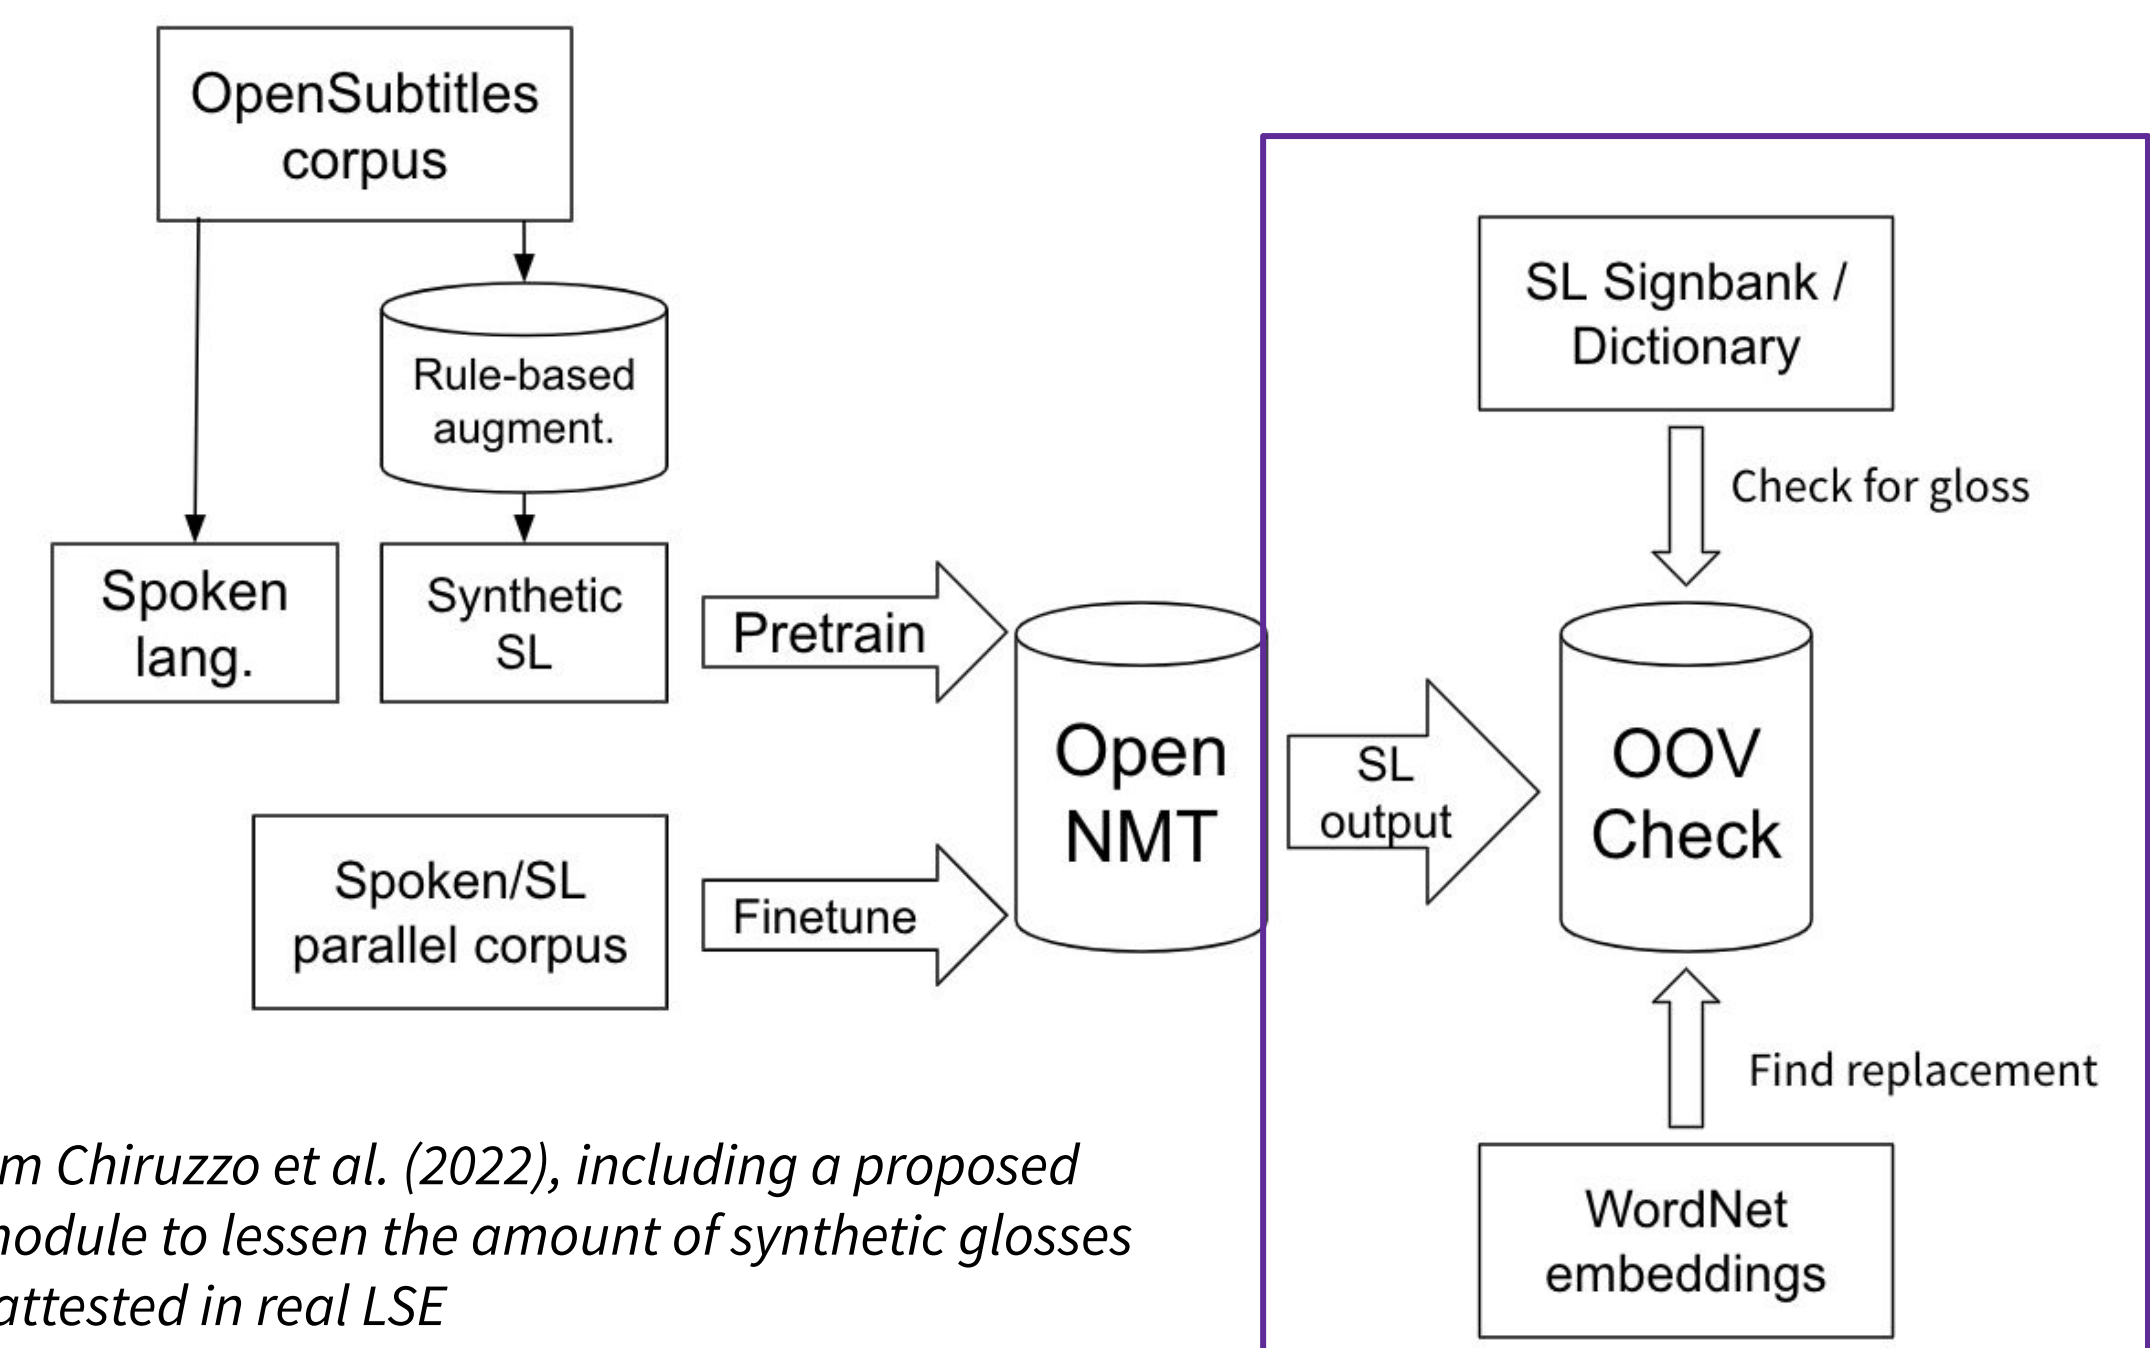 OpenSubtitles
corpus
Rule-based
augment.
Spoken
lang.
Synthetic
SL
Pretrain
Spoken/SL
parallel corpus
Finetune
Open
NMT
SL
output
SL Signbank /
Dictionary
Check for gloss
OOV
Check
Find replacement
WordNet
embeddings
Chiruzzo et al. (2022), including a proposed
to lessen the amount of synthetic glosses
attested in real LSE